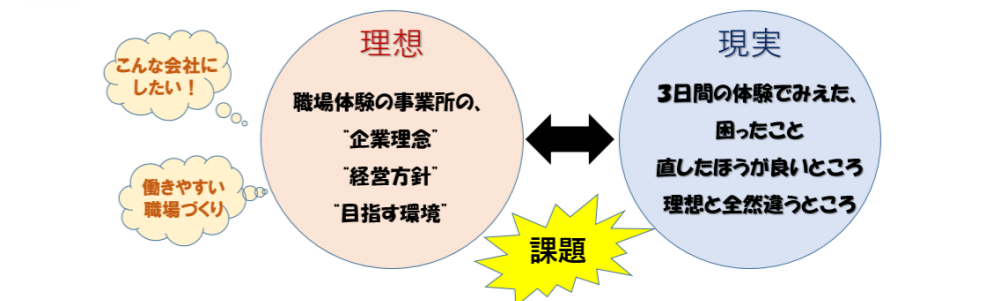 こんな会社に
したい！
働きやすい
職場づくり
理想
職場体験の事業所の、
“企業理念”
“経営方針”
“目指す環境”
課題
現実
3日間の体験でみえた、
困ったこと
直したほうが良いところ
理想と全然違うところ